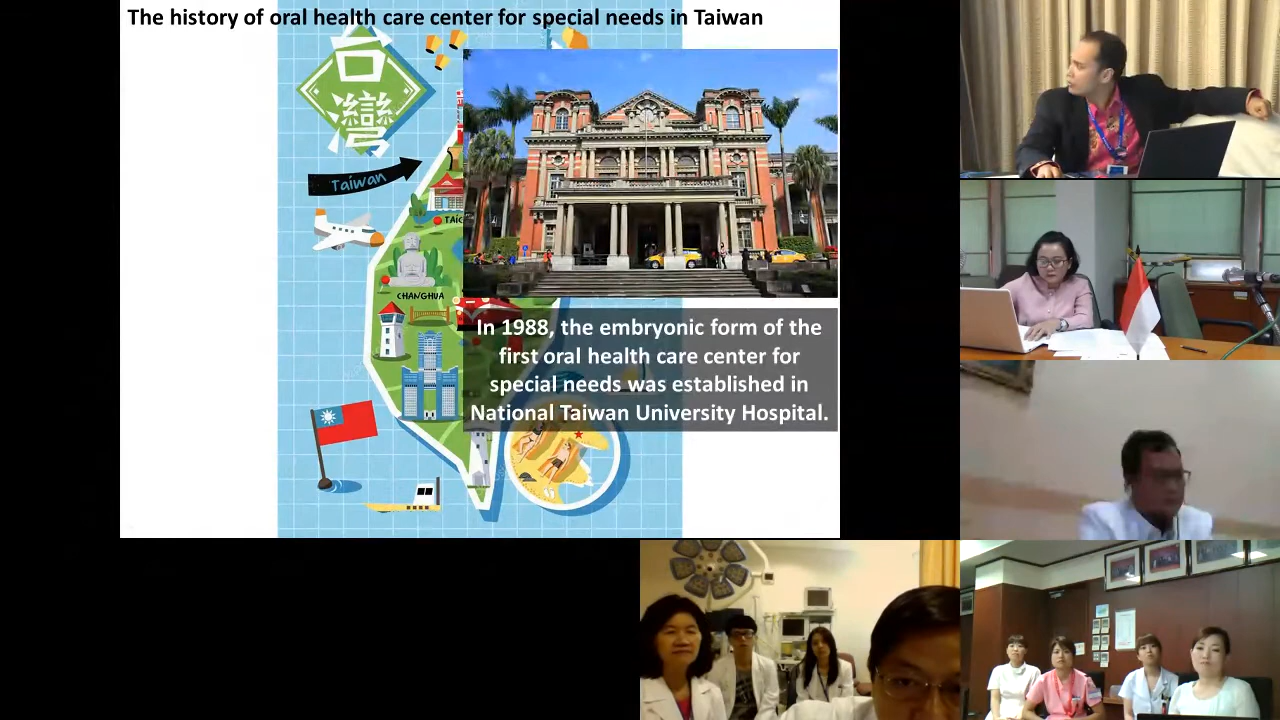 The history of oral health care center for special needs in Taiwan
台
灣
Taiwan
CHANGHUA
In 1988, the embryonic form of the
first oral health care center for
special needs was established in
National Taiwan University Hospital.